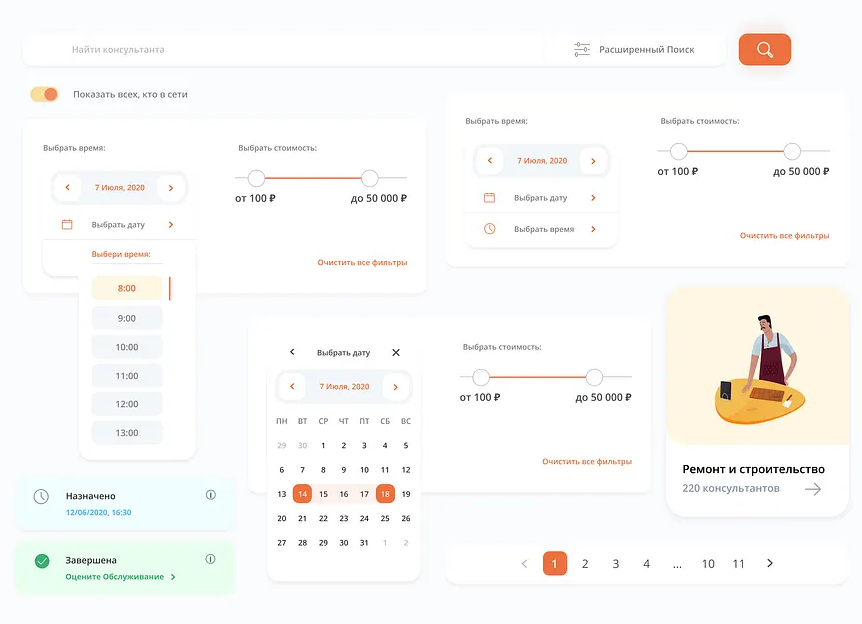 Найти консультанта
Расширенный Поиск
Показать всех, кто в сети
Выбрать время:
Выбрать стоимость:
7 Июля, 2020
от 100 ₽
до 50 000 ₽
Выбрать дату
Выбери время:
Очистить все фильтры
8:00
9:00
10:00
11:00
12:00
13:00
Выбрать время:
Выбрать стоимость:
7 Июля, 2020
от 100 ₽
до 50 000 ₽
Выбрать дату
Выбрать время
Очистить все фильтры
Выбрать дату
7 Июля, 2020
ПН ВТ СР ЧТ ПТ СБ ВС
29 30 1 2 3 4 5
6 7 8 9 10 11 12
13 14 15 16 17 18 19
20 21 22 23 24 25 26
27 28 29 30 31 1 2
Выбрать стоимость:
от 100 ₽
до 50 000 ₽
Очистить все фильтры
Ремонт и строительство
220 консультантов
Назначено
12/06/2020, 16:30
Завершена
Оцените Обслуживание
1 2 3 4 ... 10 11